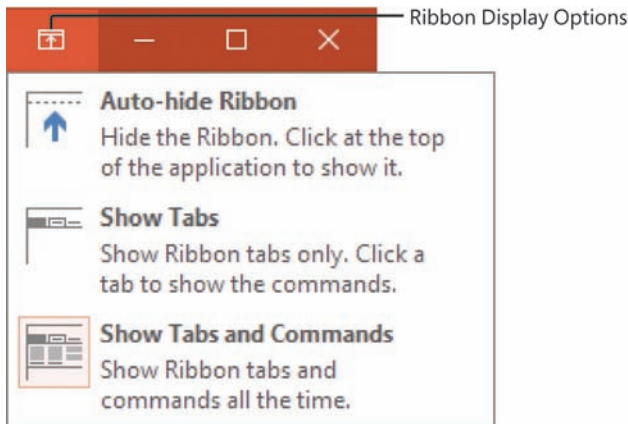 Ribbon Display Options
Auto-hide Ribbon
Hide the Ribbon. Click at the top
of the application to show it.
Show Tabs
Show Ribbon tabs only. Click a
tab to show the commands.
Show Tabs and Commands
Show Ribbon tabs and
commands all the time.